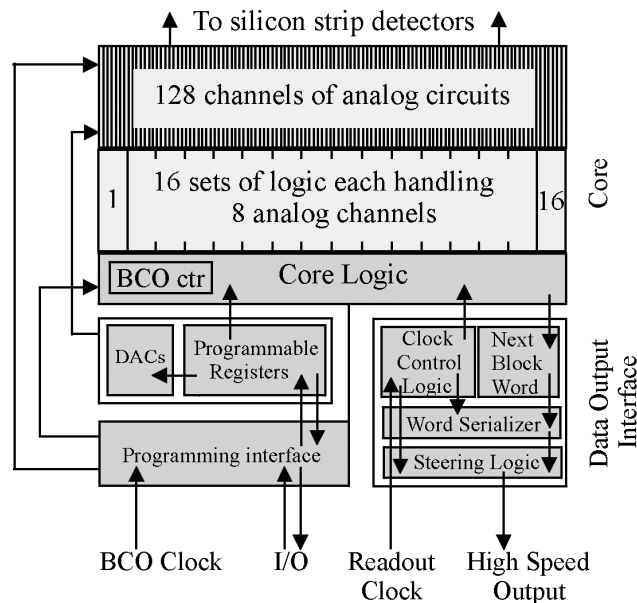 To silicon strip detectors
128 channels of analog circuits
1
16 sets of logic each handling
8 analog channels
16
Core
BCO ctr
Core Logic
DACs
Programmable
Registers
Clock
Control
Logic
Next
Block
Word
Word Serializer
Steering Logic
Data Output
Interface
Programming interface
BCO Clock
I/O
Readout
Clock
High Speed
Output